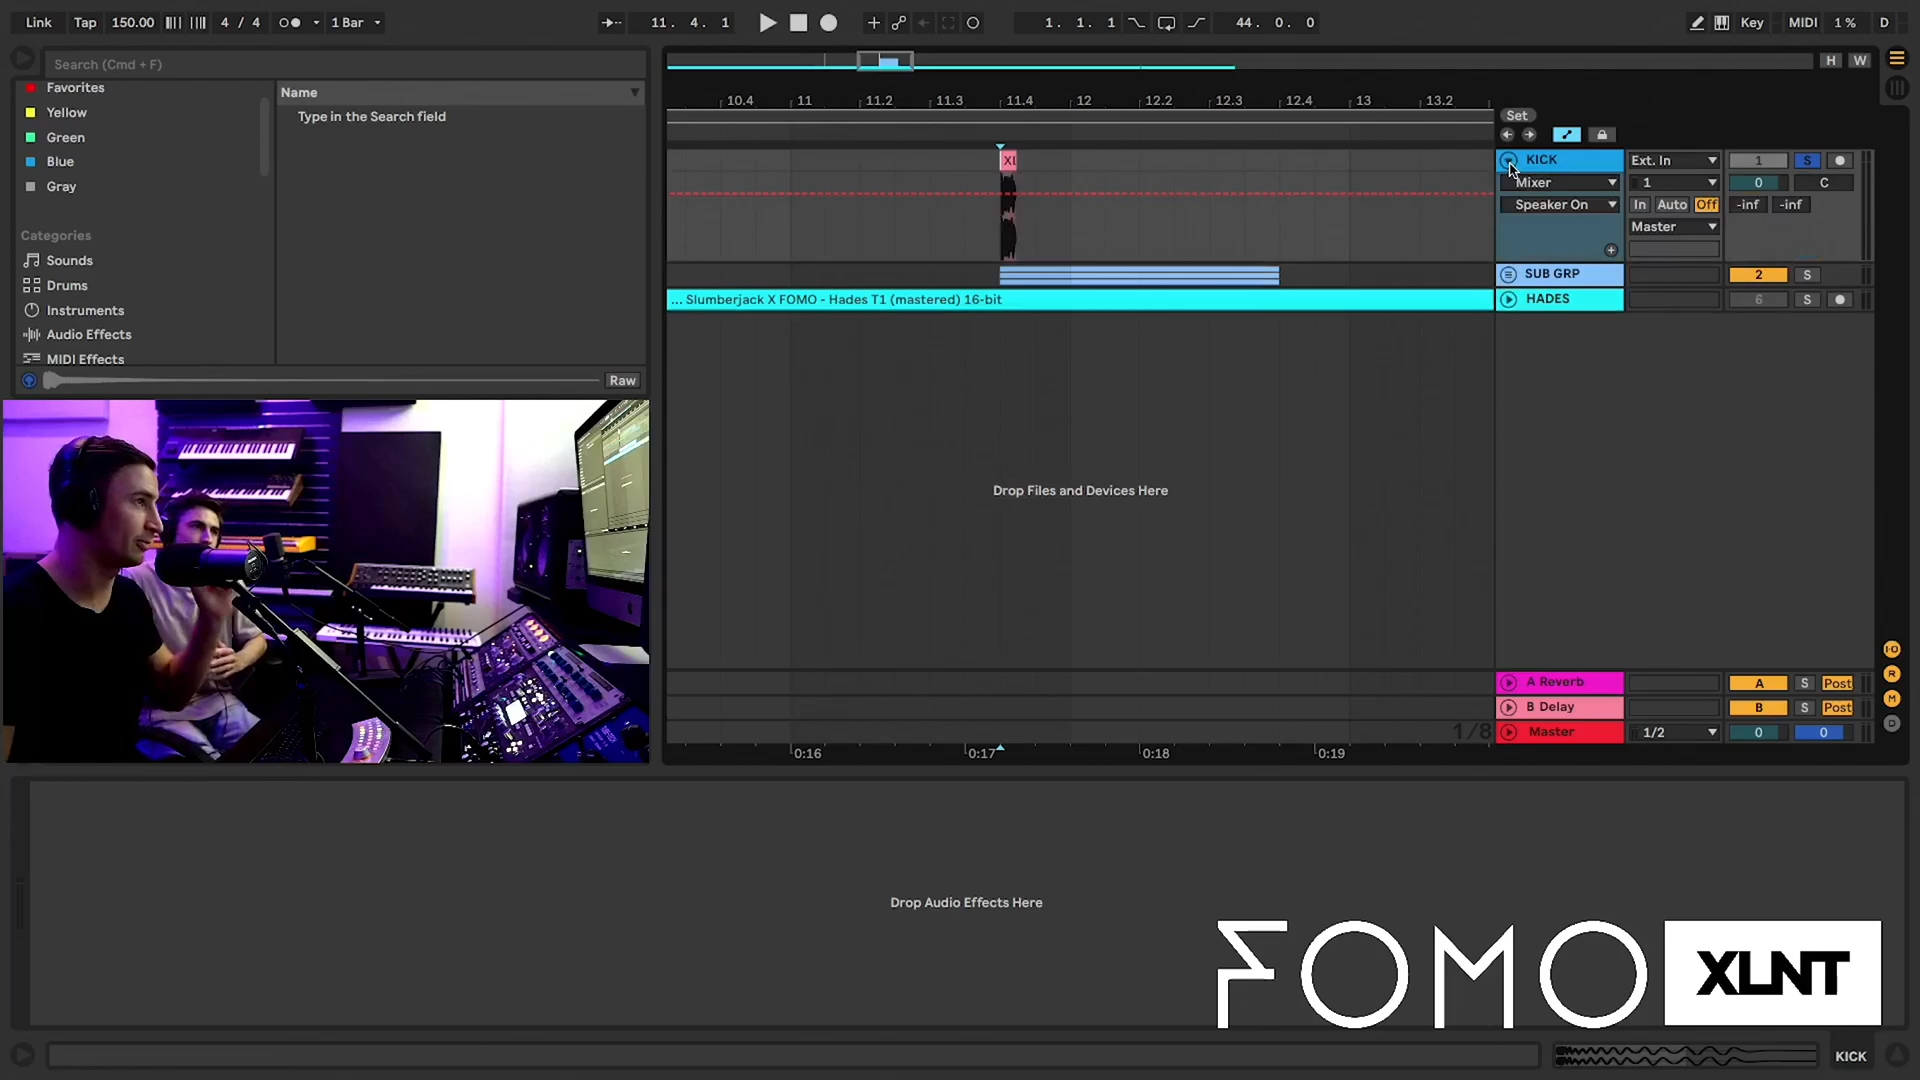 Link Tap 150.00 4 / 4 1 Bar 11. 4. 1 1. 1. 1 44. 0. 0 Key MIDI 1 % D
Search (Cmd + F)
H W
Favorites
Yellow
Green
Blue
Gray
Categories
Sounds
Drums
Instruments
Audio Effects
MIDI Effects
Name
Type in the Search field
Raw
10.4 11 11.2 11.3 11.4 12 12.2 12.3 12.4 13 13.2
Set
XI
KICK Ext. In 1 S
Mixer 1 0 C
Speaker On In Auto Off -inf -inf
Master
SUB GRP 2 S
... Slumberjack X FOMO - Hades T1 (mastered) 16-bit
HADES 6 S
Drop Files and Devices Here
A Reverb A S Post
B Delay B S Post
1/8
Master 1/2 0 0
0:16 0:17 0:18 0:19
I·O
R
M
D
Drop Audio Effects Here
FOMO XLNT
KICK